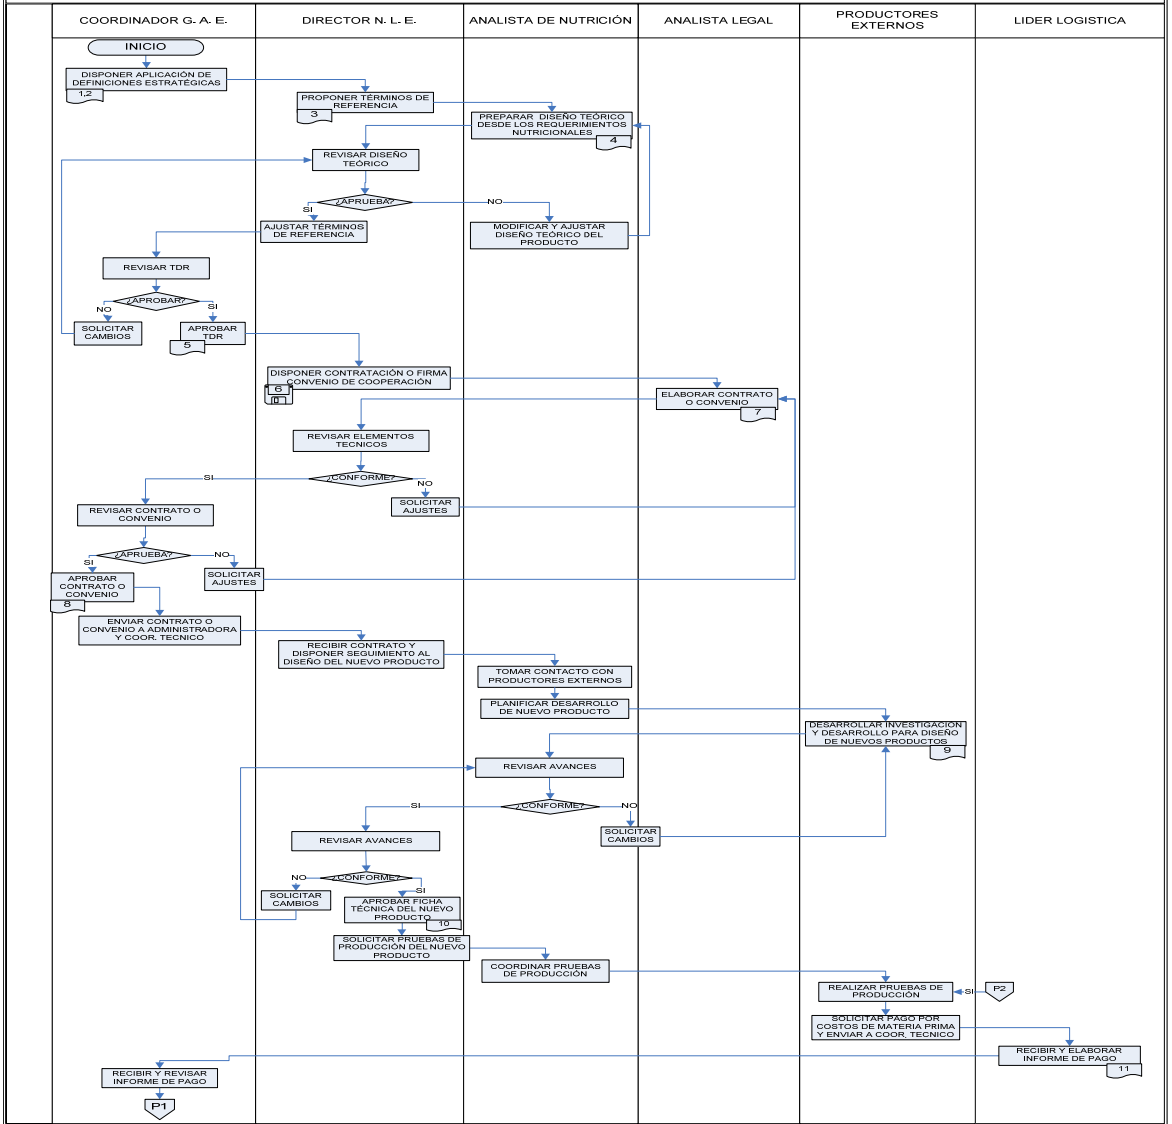 COORDINADOR G. A. E.
DIRECTOR N. L. E.
ANALISTA DE NUTRICIÓN
ANALISTA LEGAL
PRODUCTORES
EXTERNOS
LIDER LOGISTICA
INICIO
DISPONER APLICACIÓN DE
DEFINICIONES ESTRATÉGICAS
1,2
PROPONER TÉRMINOS DE
REFERENCIA
3
PREPARAR DISEÑO TEÓRICO
DESDE LOS REQUERIMIENTOS
NUTRICIONALES
4
REVISAR DISEÑO
TEÓRICO
¿APRUEBA?
SI
NO
AJUSTAR TÉRMINOS
DE REFERENCIA
MODIFICAR Y AJUSTAR
DISEÑO TEÓRICO DEL
PRODUCTO
REVISAR TDR
¿APROBAR?
NO
SI
SOLICITAR
CAMBIOS
APROBAR
TDR
5
DISPONER CONTRATACIÓN O FIRMA
CONVENIO DE COOPERACIÓN
6
ELABORAR CONTRATO
O CONVENIO
7
REVISAR ELEMENTOS
TECNICOS
¿CONFORME?
SI
NO
SOLICITAR
AJUSTES
REVISAR CONTRATO O
CONVENIO
¿APRUEBA?
SI
NO
APROBAR
CONTRATO O
CONVENIO
8
SOLICITAR
AJUSTES
ENVIAR CONTRATO O
CONVENIO A ADMINISTRADORA
Y COOR. TECNICO
RECIBIR CONTRATO Y
DISPONER SEGUIMIENTO AL
DISEÑO DEL NUEVO PRODUCTO
TOMAR CONTACTO CON
PRODUCTORES EXTERNOS
PLANIFICAR DESARROLLO
DE NUEVO PRODUCTO
DESARROLLAR INVESTIGACIÓN
Y DESARROLLO PARA DISEÑO
DE NUEVOS PRODUCTOS
9
REVISAR AVANCES
¿CONFORME?
SI
NO
SOLICITAR
CAMBIOS
REVISAR AVANCES
¿CONFORME?
NO
SI
SOLICITAR
CAMBIOS
APROBAR FICHA
TÉCNICA DEL NUEVO
PRODUCTO
10
SOLICITAR PRUEBAS DE
PRODUCCIÓN DEL NUEVO
PRODUCTO
COORDINAR PRUEBAS
DE PRODUCCIÓN
REALIZAR PRUEBAS DE
PRODUCCIÓN
SI
P2
SOLICITAR PAGO POR
COSTOS DE MATERIA PRIMA
Y ENVIAR A COOR. TECNICO
RECIBIR Y ELABORAR
INFORME DE PAGO
11
RECIBIR Y REVISAR
INFORME DE PAGO
P1